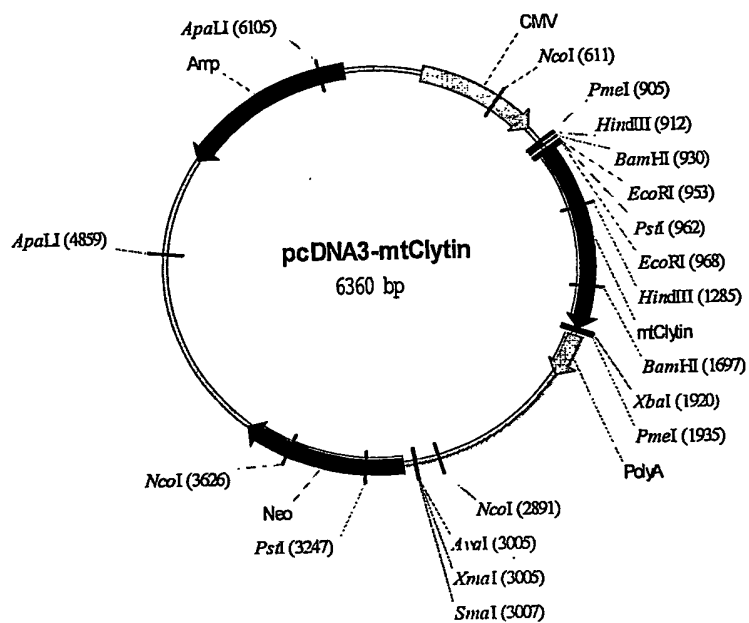 CMV
ApaLI (6105)
NcoI (611)
Amp
PmeI (905)
HindIII (912)
BamHI (930)
EcoRI (953)
PstI (962)
EcoRI (968)
HindIII (1285)
mtClytin
BamHI (1697)
XbaI (1920)
PmeI (1935)
PolyA
ApaLI (4859)
pcDNA3-mtClytin
6360 bp
NcoI (3626)
Neo
PstI (3247)
NcoI (2891)
AvaI (3005)
XmaI (3005)
SmaI (3007)